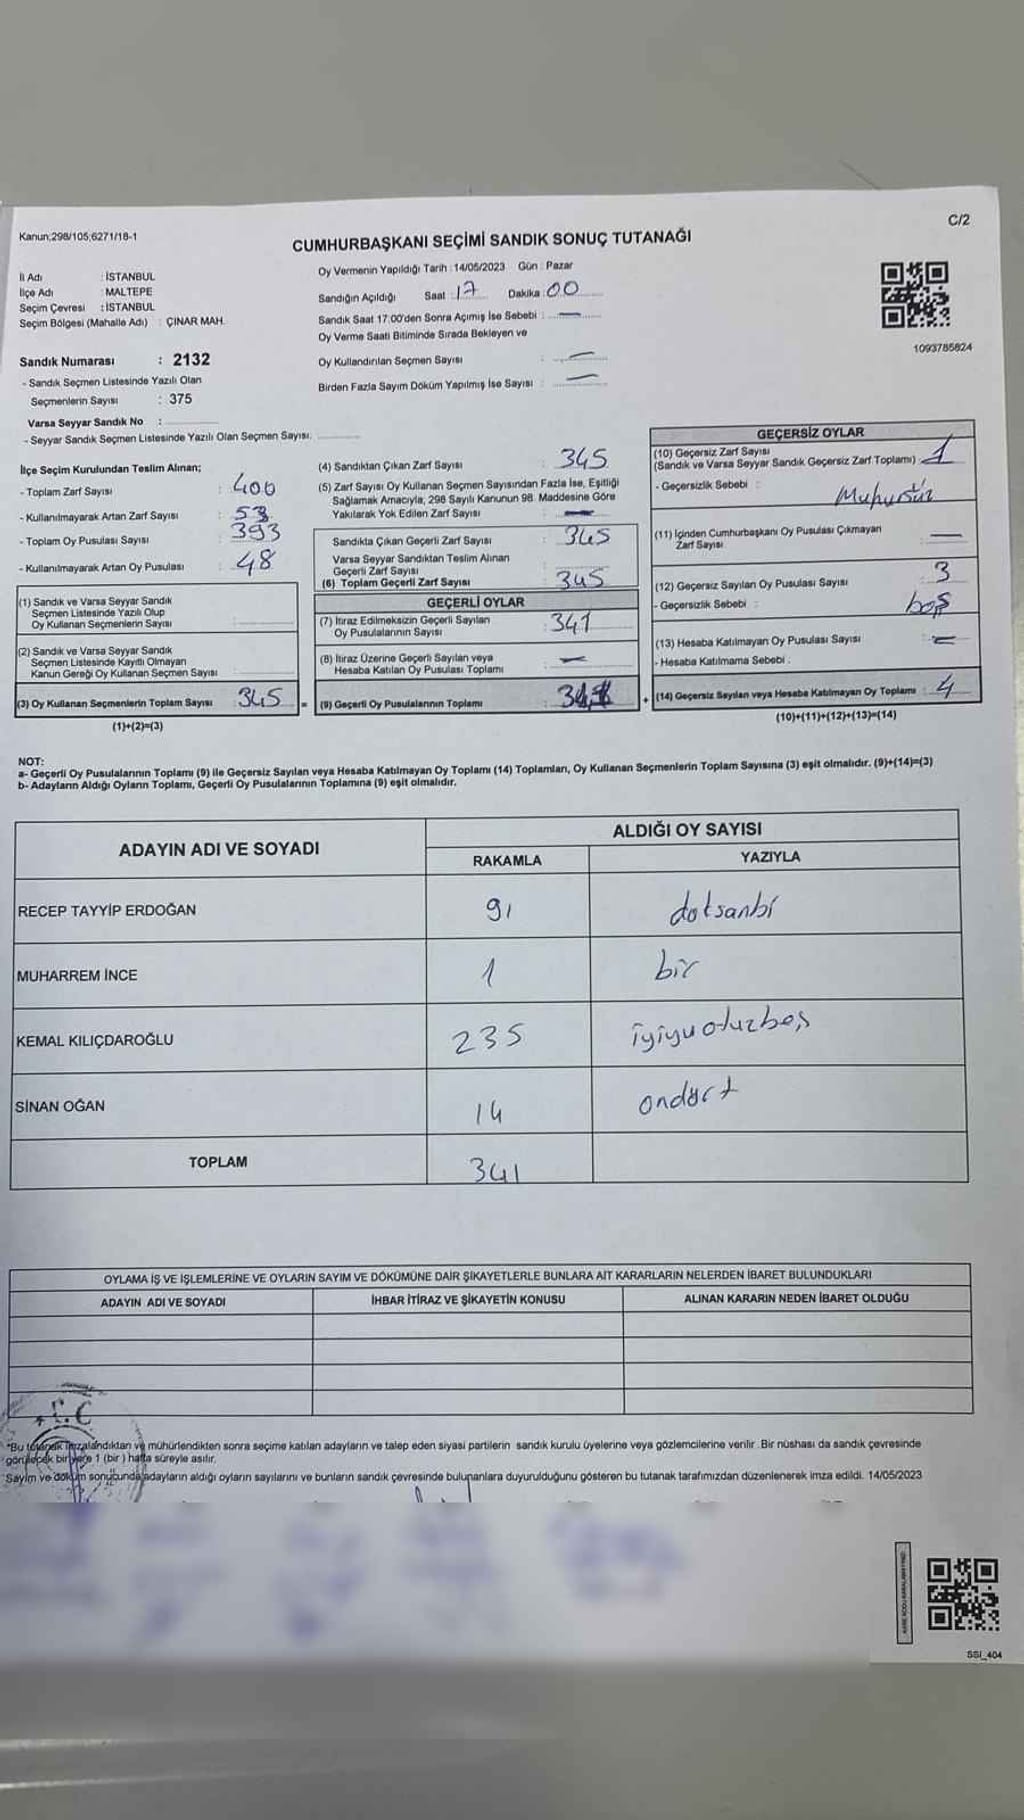 C/2
Kanun;298/105;6271/18-1
CUMHURBAŞKANI SEÇİMİ SANDIK SONUÇ TUTANAĞI
İl Adı : İSTANBUL
İlçe Adı : MALTEPE
Seçim Çevresi : İSTANBUL
Seçim Bölgesi (Mahalle Adı) : ÇINAR MAH.
Sandık Numarası : 2132
- Sandık Seçmen Listesinde Yazılı Olan
Seçmenlerin Sayısı : 375
Varsa Seyyar Sandık No :
- Seyyar Sandık Seçmen Listesinde Yazılı Olan Seçmen Sayısı:
Oy Vermenin Yapıldığı Tarih : 14/05/2023 Gün : Pazar
Sandığın Açıldığı Saat : 17 Dakika : 00
Sandık Saat 17:00'den Sonra Açımış İse Sebebi : —
Oy Verme Saati Bitiminde Sırada Bekleyen ve
Oy Kullandırılan Seçmen Sayısı : —
Birden Fazla Sayım Döküm Yapılmış İse Sayısı : —
1093785824
İlçe Seçim Kurulundan Teslim Alınan;
- Toplam Zarf Sayısı : 400
- Kullanılmayarak Artan Zarf Sayısı : 53
- Toplam Oy Pusulası Sayısı : 393
- Kullanılmayarak Artan Oy Pusulası : 48
(1) Sandık ve Varsa Seyyar Sandık
Seçmen Listesinde Yazılı Olup
Oy Kullanan Seçmenlerin Sayısı :
(2) Sandık ve Varsa Seyyar Sandık
Seçmen Listesinde Kayıtlı Olmayan
Kanun Gereği Oy Kullanan Seçmen Sayısı :
(3) Oy Kullanan Seçmenlerin Toplam Sayısı : 345 =
(1)+(2)=(3)
(4) Sandıktan Çıkan Zarf Sayısı : 345
(5) Zarf Sayısı Oy Kullanan Seçmen Sayısından Fazla İse, Eşitliği
Sağlamak Amacıyla, 298 Sayılı Kanunun 98. Maddesine Göre
Yakılarak Yok Edilen Zarf Sayısı : —
Sandıkta Çıkan Geçerli Zarf Sayısı : 345
Varsa Seyyar Sandıktan Teslim Alınan
Geçerli Zarf Sayısı :
(6) Toplam Geçerli Zarf Sayısı : 345
GEÇERLİ OYLAR
(7) İtiraz Edilmeksizin Geçerli Sayılan
Oy Pusulalarının Sayısı : 341
(8) İtiraz Üzerine Geçerli Sayılan veya
Hesaba Katılan Oy Pusulası Toplamı : —
(9) Geçerli Oy Pusulalarının Toplamı : +
GEÇERSİZ OYLAR
(10) Geçersiz Zarf Sayısı
(Sandık ve Varsa Seyyar Sandık Geçersiz Zarf Toplamı) : 1
- Geçersizlik Sebebi : Muhürsüz
(11) İçinden Cumhurbaşkanı Oy Pusulası Çıkmayan
Zarf Sayısı : —
(12) Geçersiz Sayılan Oy Pusulası Sayısı : 3
- Geçersizlik Sebebi : boş
(13) Hesaba Katılmayan Oy Pusulası Sayısı : —
- Hesaba Katılmama Sebebi :
(14) Geçersiz Sayılan veya Hesaba Katılmayan Oy Toplamı : 4
(10)+(11)+(12)+(13)=(14)
NOT:
a- Geçerli Oy Pusulalarının Toplamı (9) ile Geçersiz Sayılan veya Hesaba Katılmayan Oy Toplamı (14) Toplamları, Oy Kullanan Seçmenlerin Toplam Sayısına (3) eşit olmalıdır. (9)+(14)=(3)
b- Adayların Aldığı Oyların Toplamı, Geçerli Oy Pusulalarının Toplamına (9) eşit olmalıdır.
ADAYIN ADI VE SOYADI ALDIĞI OY SAYISI
RAKAMLA YAZIYLA
RECEP TAYYİP ERDOĞAN 91 dotsanbi
MUHARREM İNCE 1 bir
KEMAL KILIÇDAROĞLU 235 iyiyuotuzbeş
SİNAN OĞAN 14 ondört
TOPLAM 341
OYLAMA İŞ VE İŞLEMLERİNE VE OYLARIN SAYIM VE DÖKÜMÜNE DAİR ŞİKAYETLERLE BUNLARA AİT KARARLARIN NELERDEN İBARET BULUNDUKLARI
ADAYIN ADI VE SOYADI İHBAR İTİRAZ VE ŞİKAYETİN KONUSU ALINAN KARARIN NEDEN İBARET OLDUĞU
T.C
*Bu tutanak imzalandıktan ve mühürlendikten sonra seçime katılan adayların ve talep eden siyasi partilerin sandık kurulu üyelerine veya gözlemcilerine verilir. Bir nüshası da sandık çevresinde
görülecek bir yere 1 (bir) hafta süreyle asılır.
*Sayım ve döküm sonucunda adayların aldığı oyların sayılarını ve bunların sandık çevresinde bulunanlara duyurulduğunu gösteren bu tutanak tarafımızdan düzenlenerek imza edildi. 14/05/2023
SSI_404